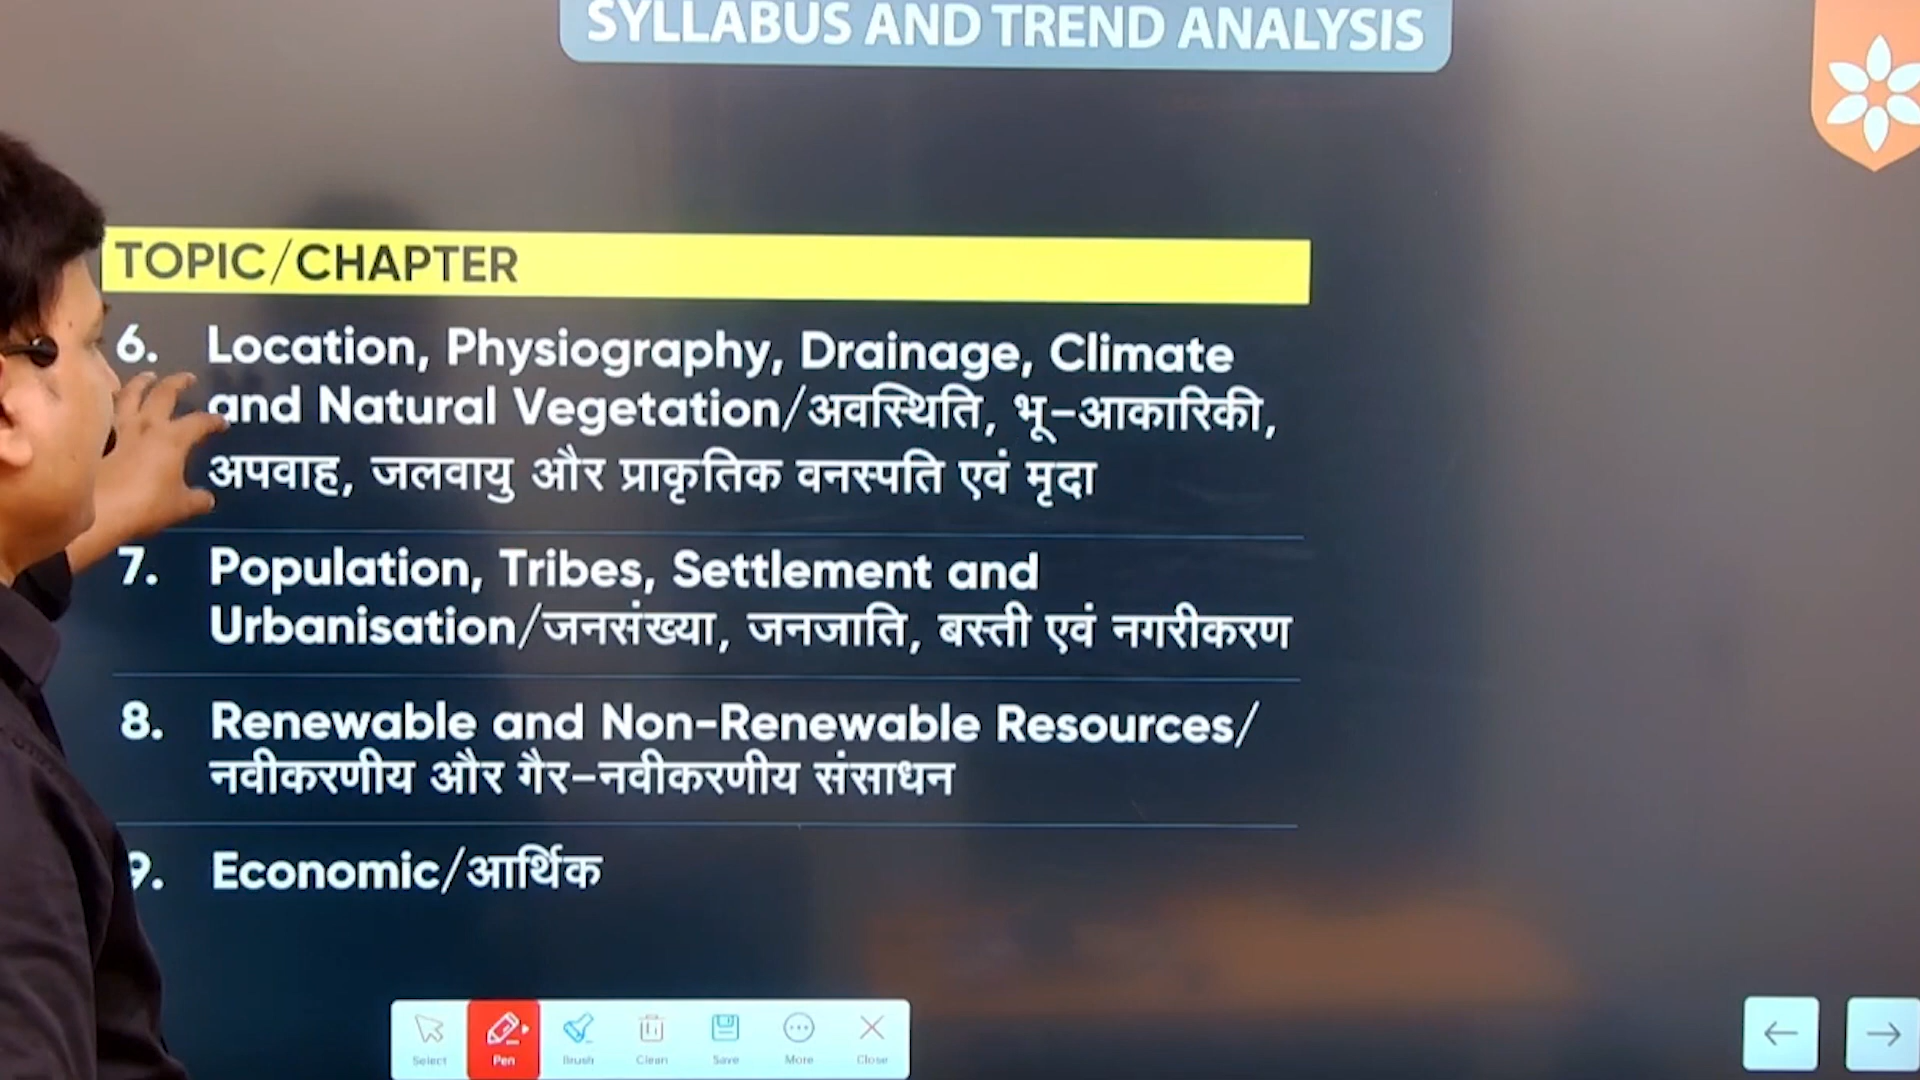 SYLLABUS AND TREND ANALYSIS
TOPIC/CHAPTER
6. Location, Physiography, Drainage, Climate
and Natural Vegetation/अवस्थिति, भू-आकारिकी,
अपवाह, जलवायु और प्राकृतिक वनस्पति एवं मृदा
7. Population, Tribes, Settlement and
Urbanisation/जनसंख्या, जनजाति, बस्ती एवं नगरीकरण
8. Renewable and Non-Renewable Resources/
नवीकरणीय और गैर-नवीकरणीय संसाधन
9. Economic/आर्थिक
Select Pen Brush Clean Save More Close